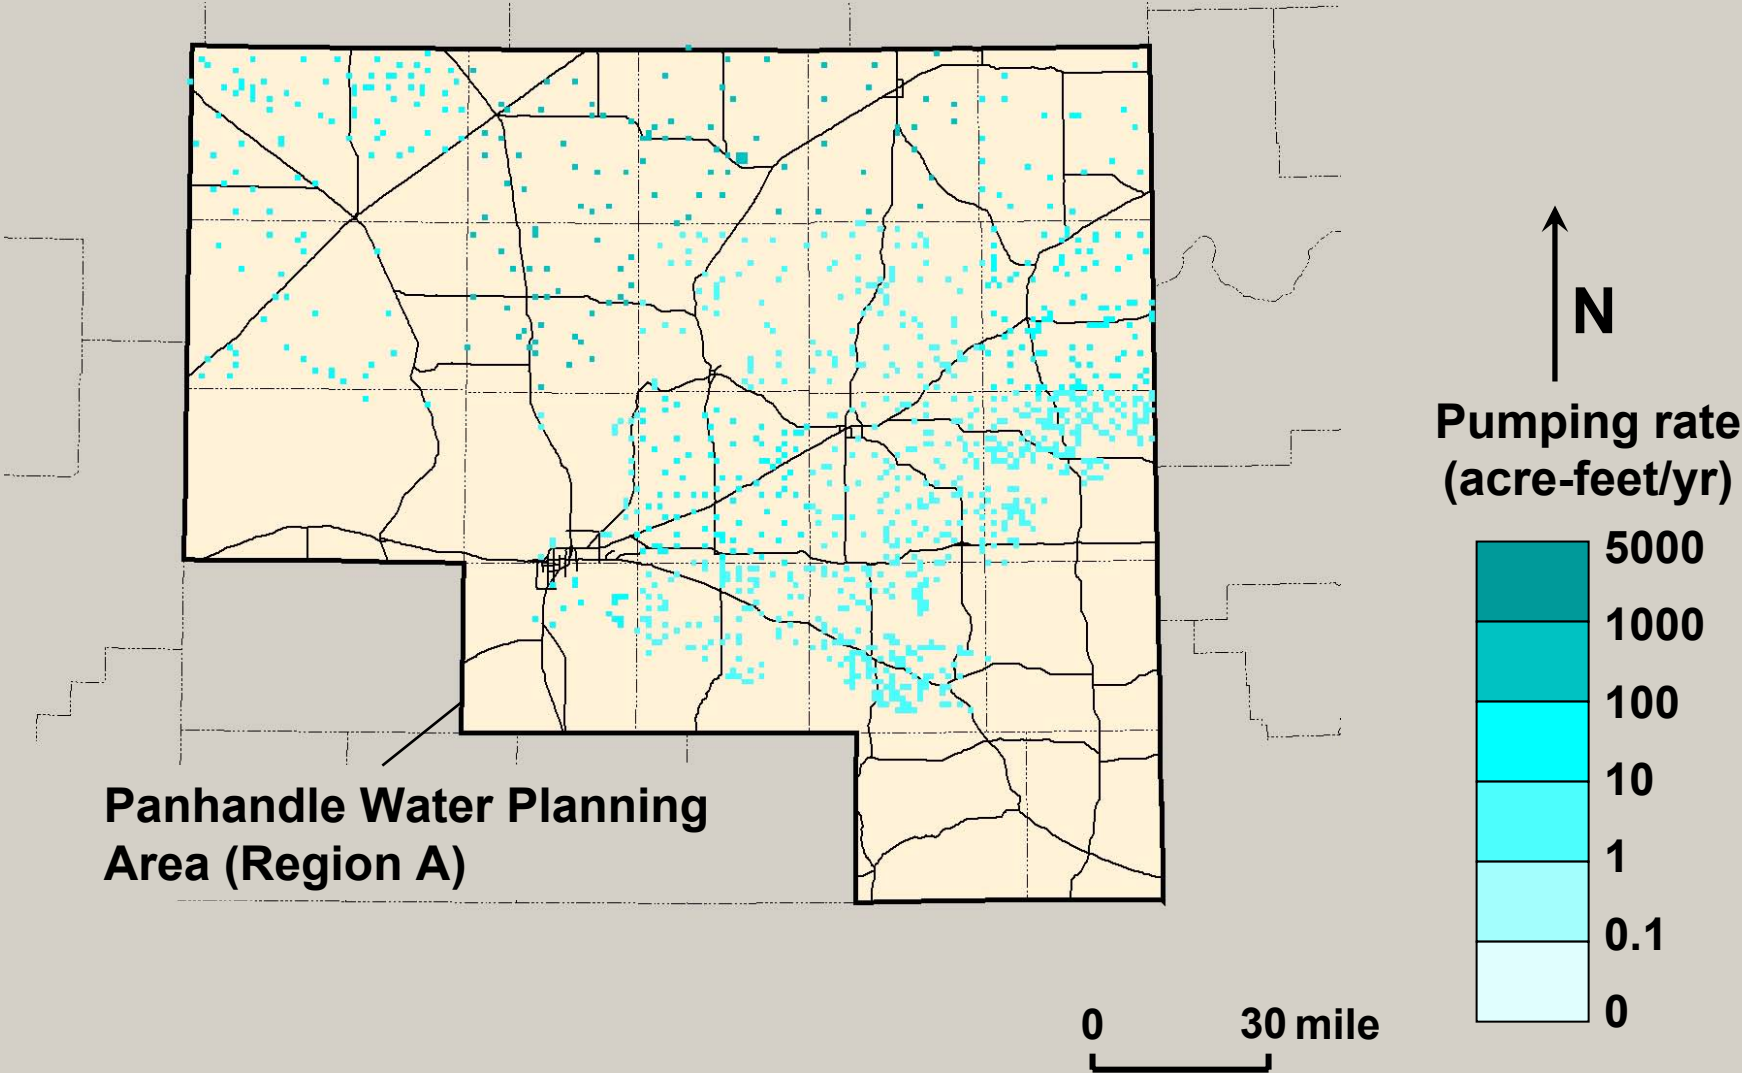 N
Pumping rate
(acre-feet/yr)
5000
1000
100
10
1
0.1
0
Panhandle Water Planning
Area (Region A)
0 30 mile